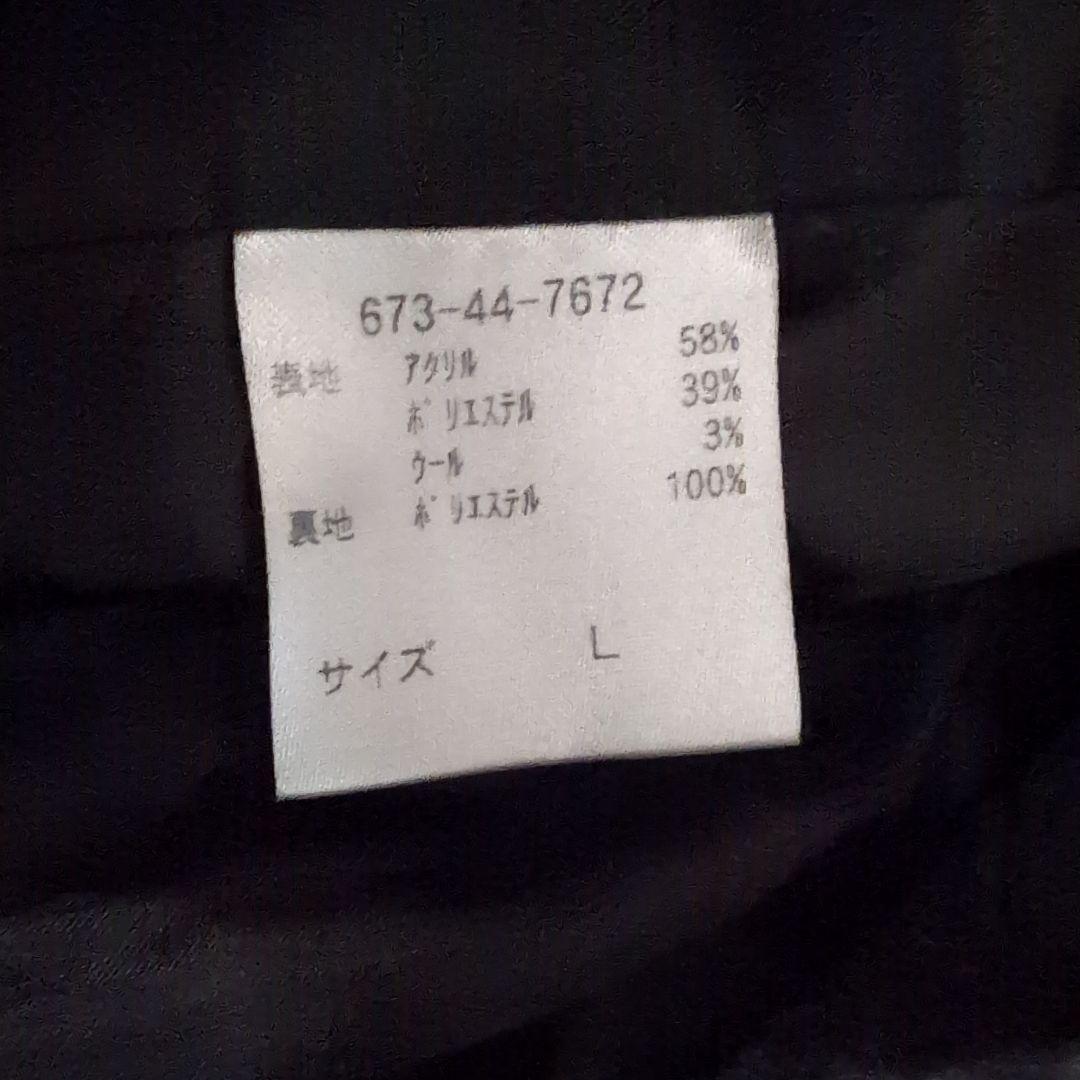 673-44-7672
表地 ｱｸﾘﾙ 58%
ﾎﾟﾘｴｽﾃﾙ 39%
ｳｰﾙ 3%
裏地 ﾎﾟﾘｴｽﾃﾙ 100%
サイズ L